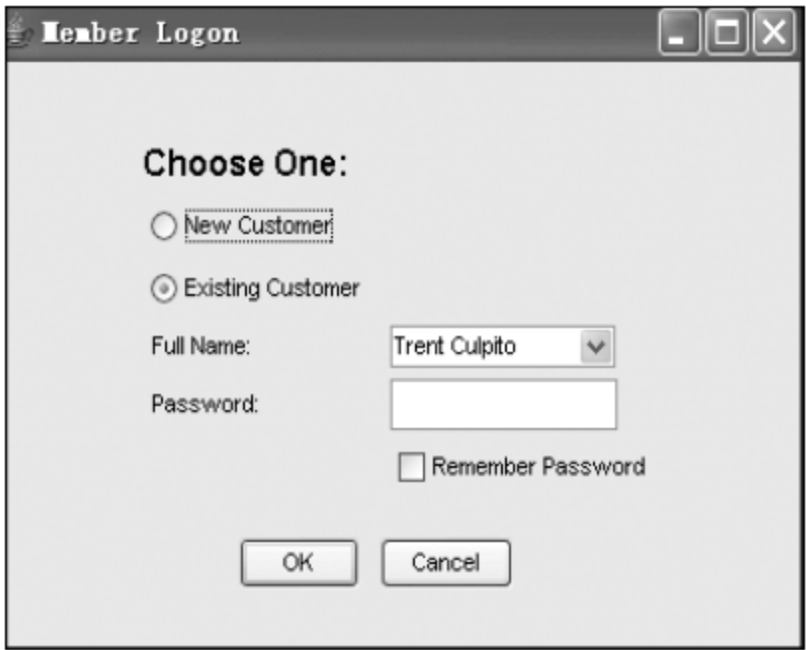 Member Logon
Choose One:
New Customer
Existing Customer
Full Name: Trent Culpito
Password:
Remember Password
OK Cancel